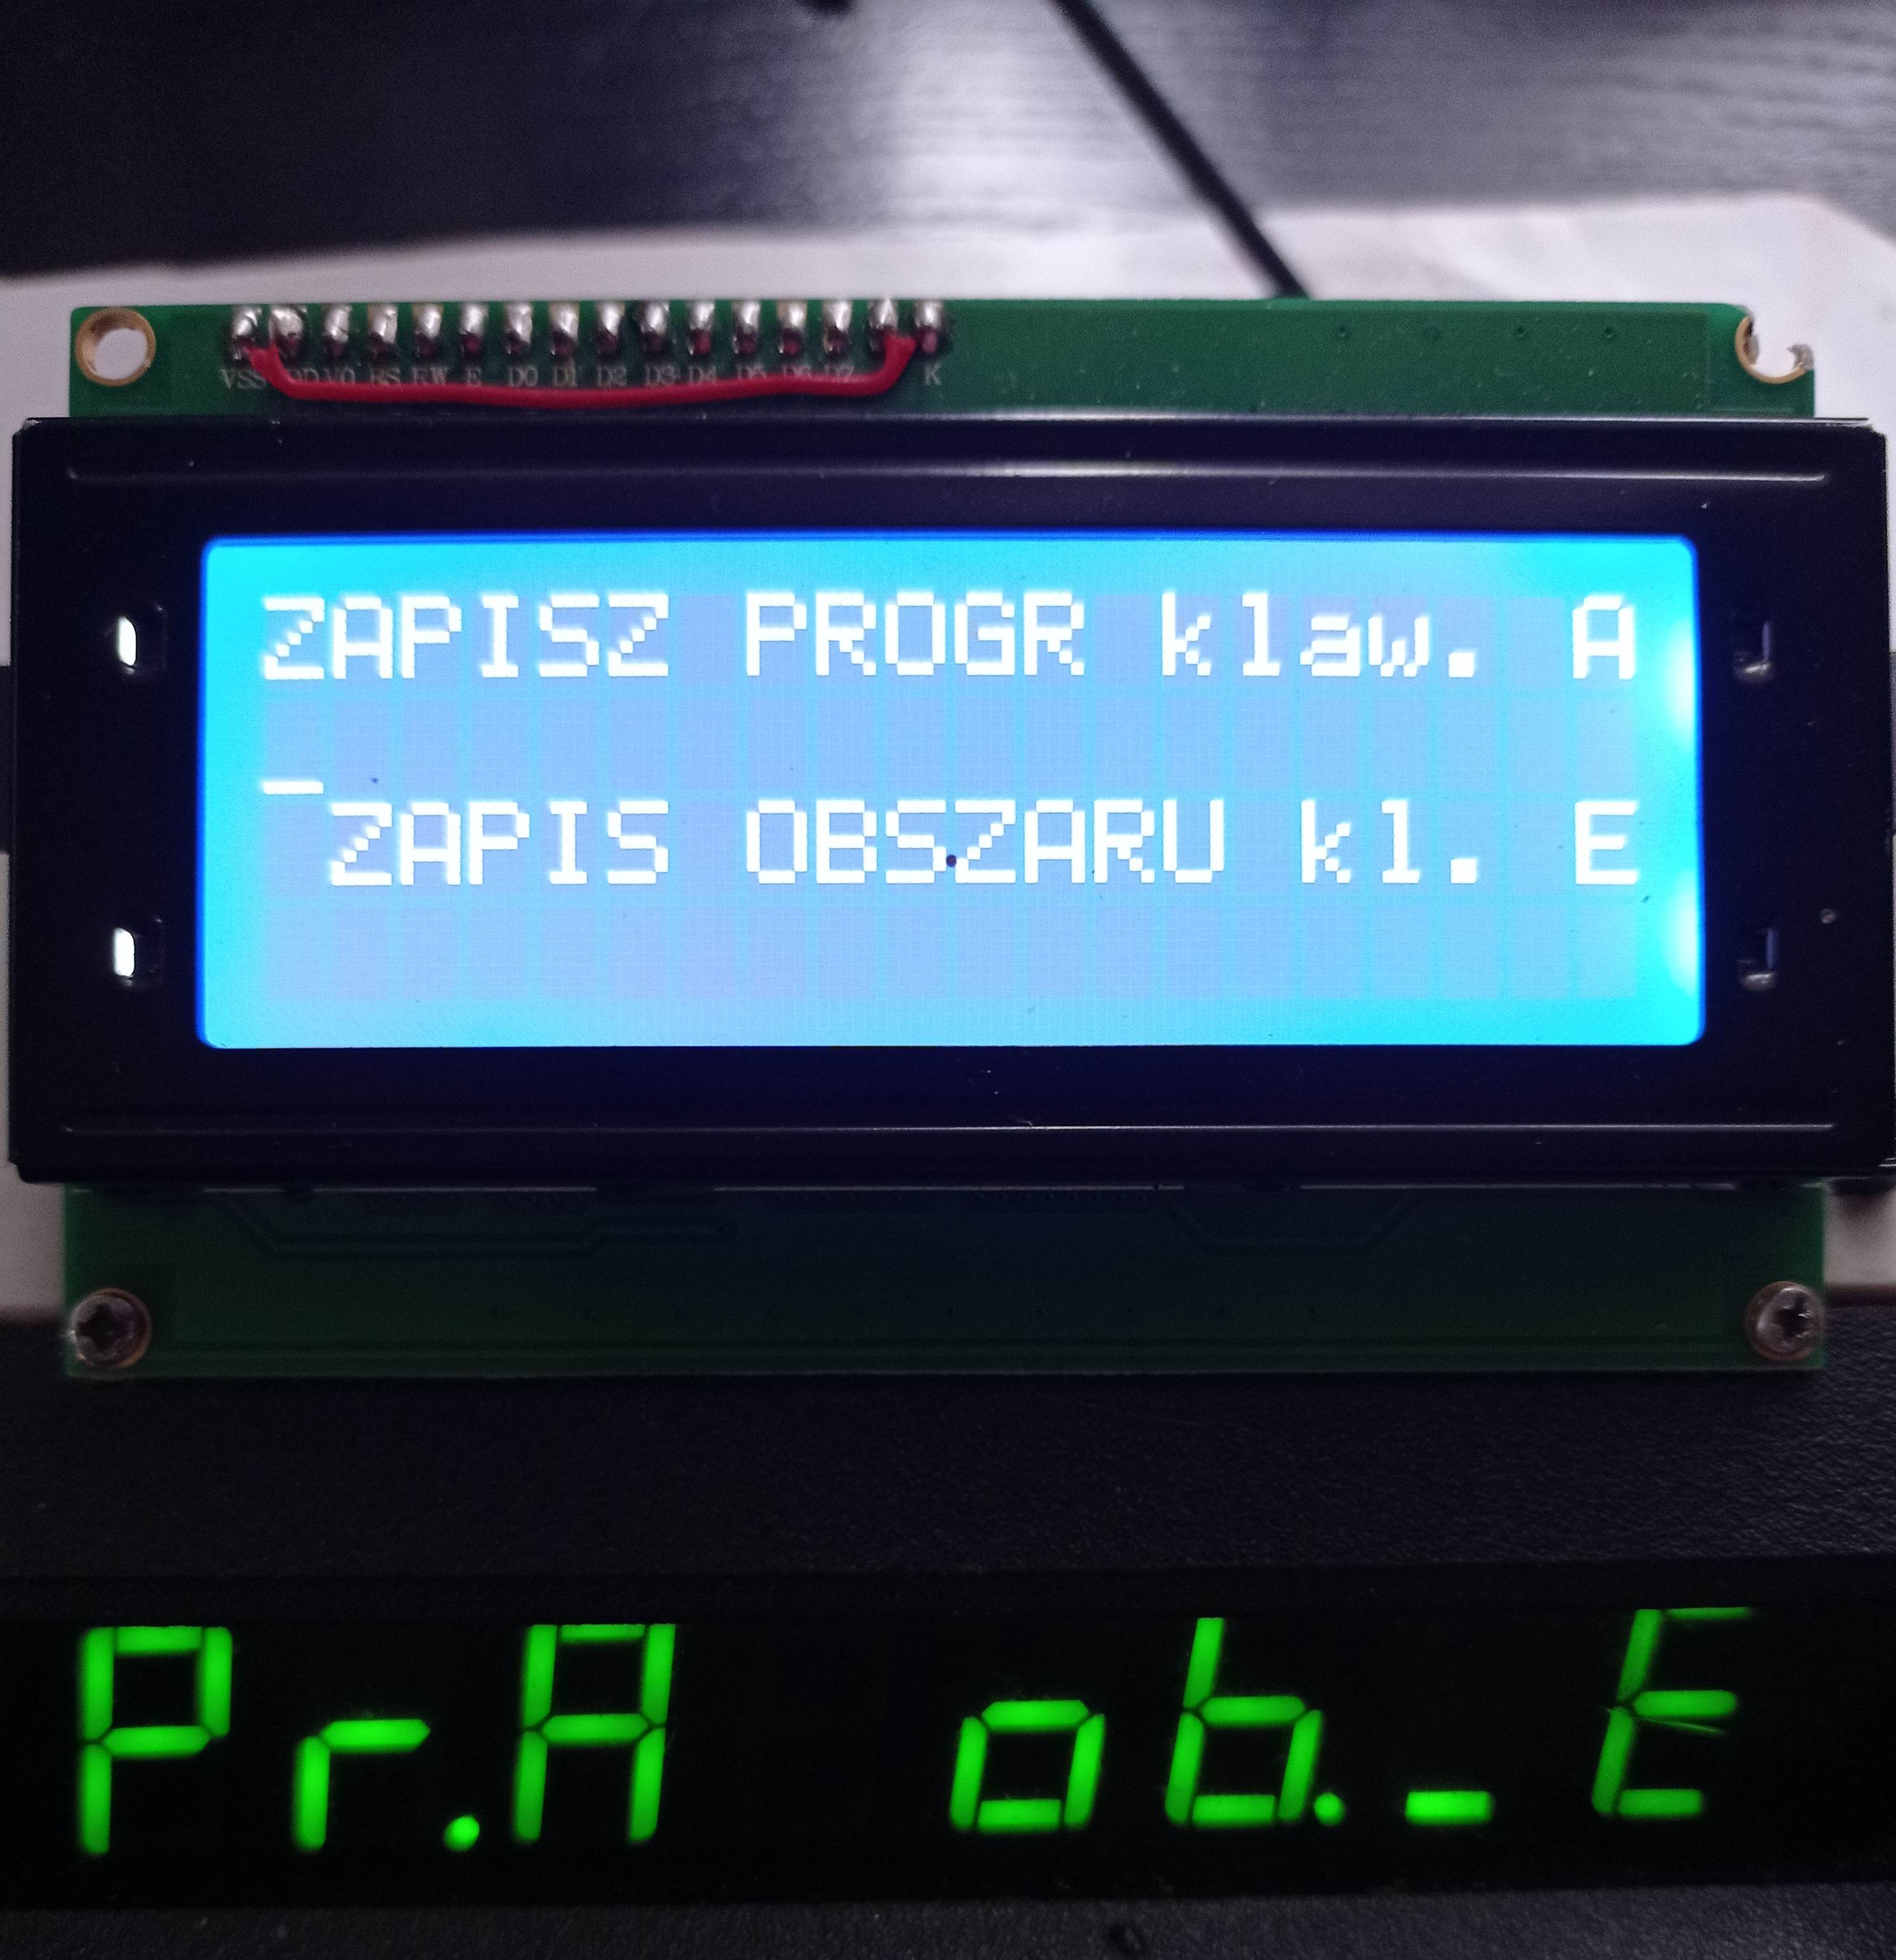 VSS DD V0 RS RW E D0 D1 D2 D3 D4 D5 D6 D7 K
ZAPISZ PROGR klaw. A
_
ZAPIS OBSZARU kl. E
Pr.A ob._E